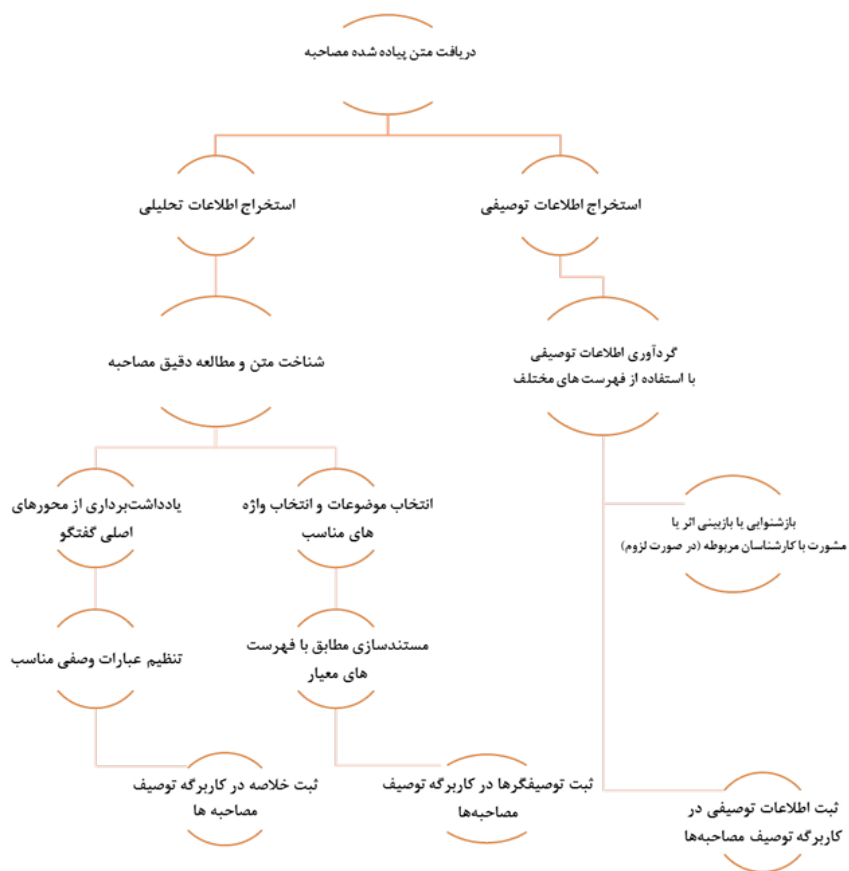 دریافت متن پیاده شده مصاحبه
استخراج اطلاعات توصیفی
استخراج اطلاعات تحلیلی
گردآوری اطلاعات توصیفی
با استفاده از فهرست های مختلف
شناخت متن و مطالعه دقیق مصاحبه
بازشنوایی یا بازبینی اثر یا
مشورت با کارشناسان مربوطه (در صورت لزوم)
انتخاب موضوعات و انتخاب واژه
های مناسب
یادداشت‌برداری از محورهای
اصلی گفتگو
مستندسازی مطابق با فهرست
های معیار
تنظیم عبارات وصفی مناسب
ثبت اطلاعات توصیفی در
کاربرگه توصیف مصاحبه‌ها
ثبت توصیفگرها در کاربرگه توصیف
مصاحبه‌ها
ثبت خلاصه در کاربرگه توصیف
مصاحبه ها